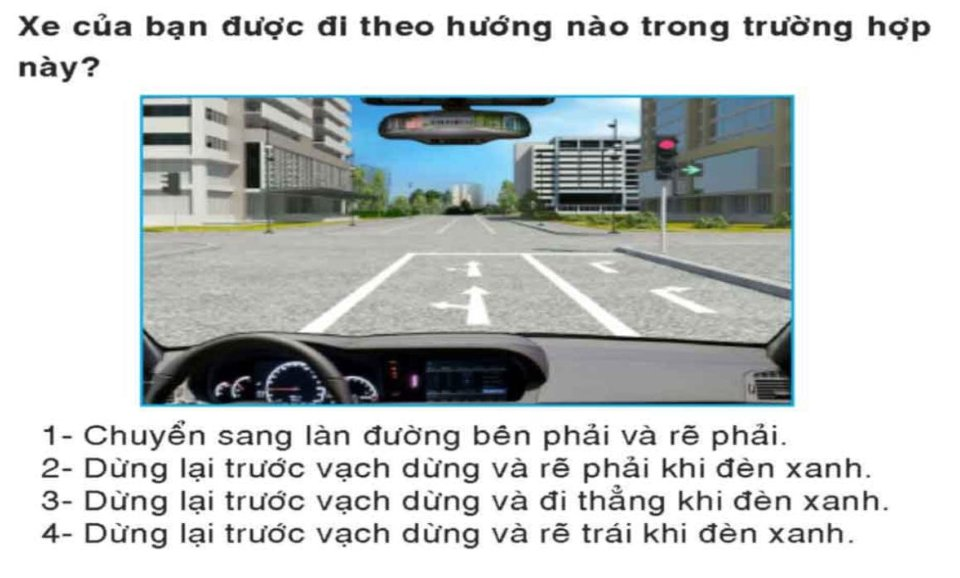 Xe của bạn được đi theo hướng nào trong trường hợp
này?
1- Chuyển sang làn đường bên phải và rẽ phải.
2- Dừng lại trước vạch dừng và rẽ phải khi đèn xanh.
3- Dừng lại trước vạch dừng và đi thẳng khi đèn xanh.
4- Dừng lại trước vạch dừng và rẽ trái khi đèn xanh.